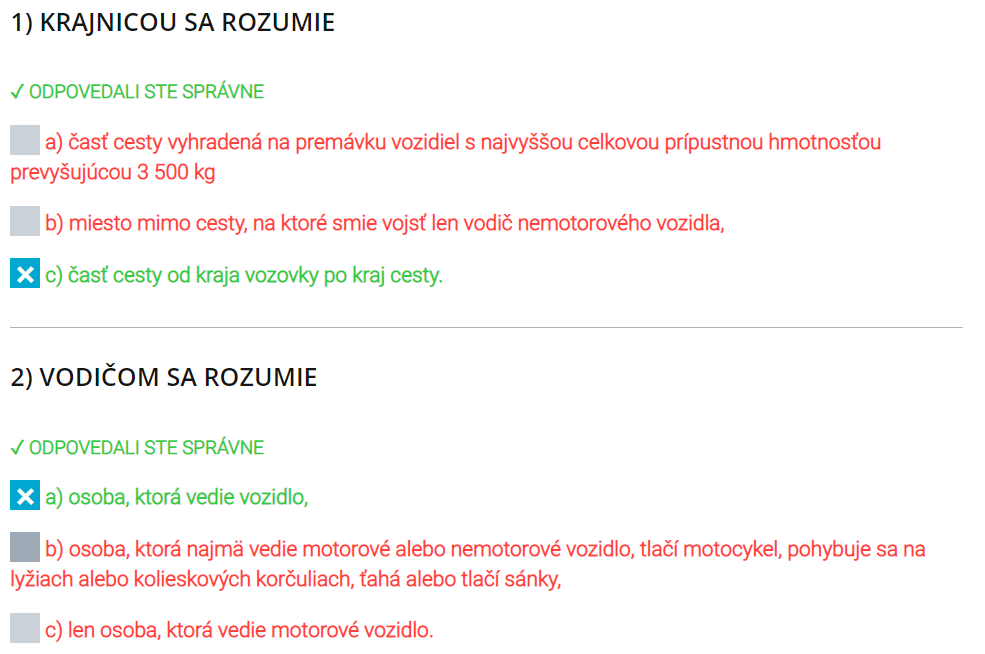 1) KRAJNICOU SA ROZUMIE
✓ ODPOVEDALI STE SPRÁVNE
a) časť cesty vyhradená na premávku vozidiel s najvyššou celkovou prípustnou hmotnosťou
prevyšujúcou 3 500 kg
b) miesto mimo cesty, na ktoré smie vojsť len vodič nemotorového vozidla,
c) časť cesty od kraja vozovky po kraj cesty.
2) VODIČOM SA ROZUMIE
✓ ODPOVEDALI STE SPRÁVNE
a) osoba, ktorá vedie vozidlo,
b) osoba, ktorá najmä vedie motorové alebo nemotorové vozidlo, tlačí motocykel, pohybuje sa na
lyžiach alebo kolieskových korčuliach, ťahá alebo tlačí sánky,
c) len osoba, ktorá vedie motorové vozidlo.